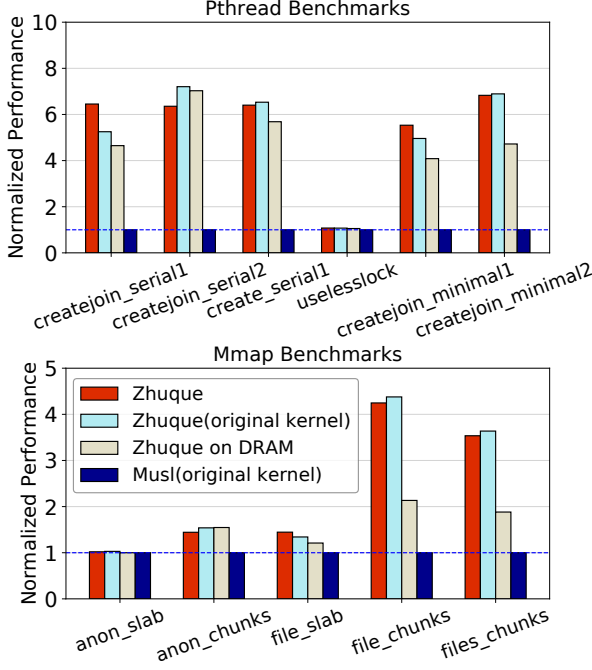 Pthread Benchmarks
Normalized Performance
10
8
6
4
2
0
createjoin_serial1
createjoin_serial2
create_serial1
uselesslock
createjoin_minimal1
createjoin_minimal2
Mmap Benchmarks
Normalized Performance
5
4
3
2
1
0
Zhuque
Zhuque(original kernel)
Zhuque on DRAM
Musl(original kernel)
anon_slab
anon_chunks
file_slab
file_chunks
files_chunks